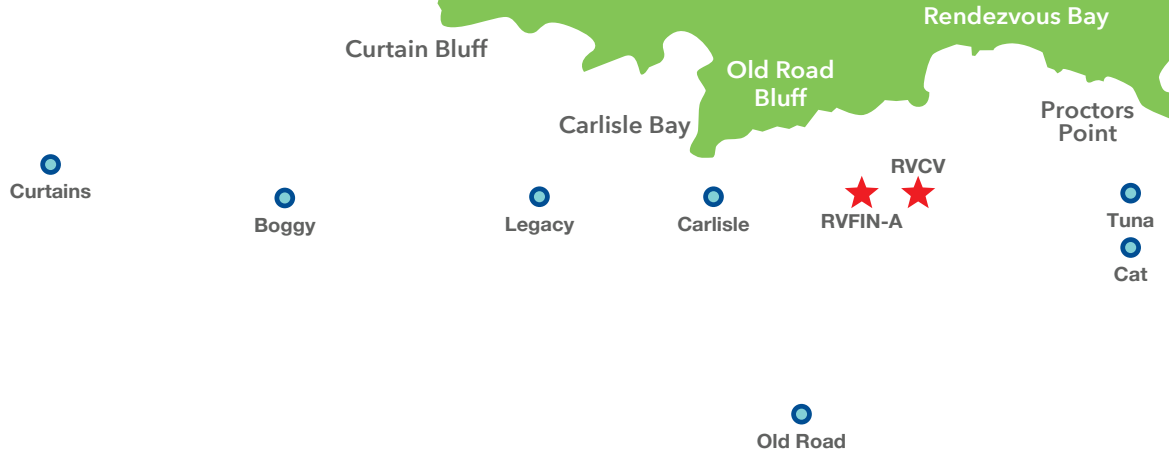 Rendezvous Bay
Curtain Bluff
Old Road
Bluff
Carlisle Bay
Proctors
Point
RVCV
Curtains
Boggy
Legacy
Carlisle
RVFIN-A
Tuna
Cat
Old Road